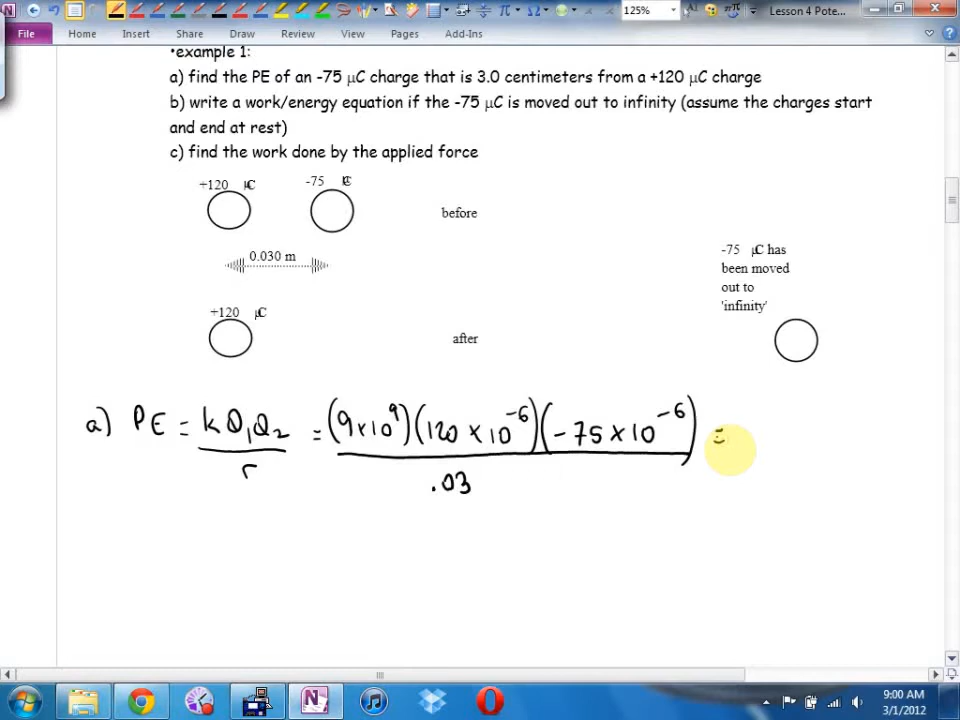 125%
Lesson 4 Pote...
File Home Insert Share Draw Review View Pages Add-Ins
•example 1:
a) find the PE of an -75 μC charge that is 3.0 centimeters from a +120 μC charge
b) write a work/energy equation if the -75 μC is moved out to infinity (assume the charges start
and end at rest)
c) find the work done by the applied force
+120 μC -75 μC
before
0.030 m
-75 μC has
been moved
out to
'infinity'
+120 μC
after
a) PE = kQ₁Q₂ / r = (9×10⁹)(120×10⁻⁶)(-75×10⁻⁶) / .03 =
9:00 AM
3/1/2012